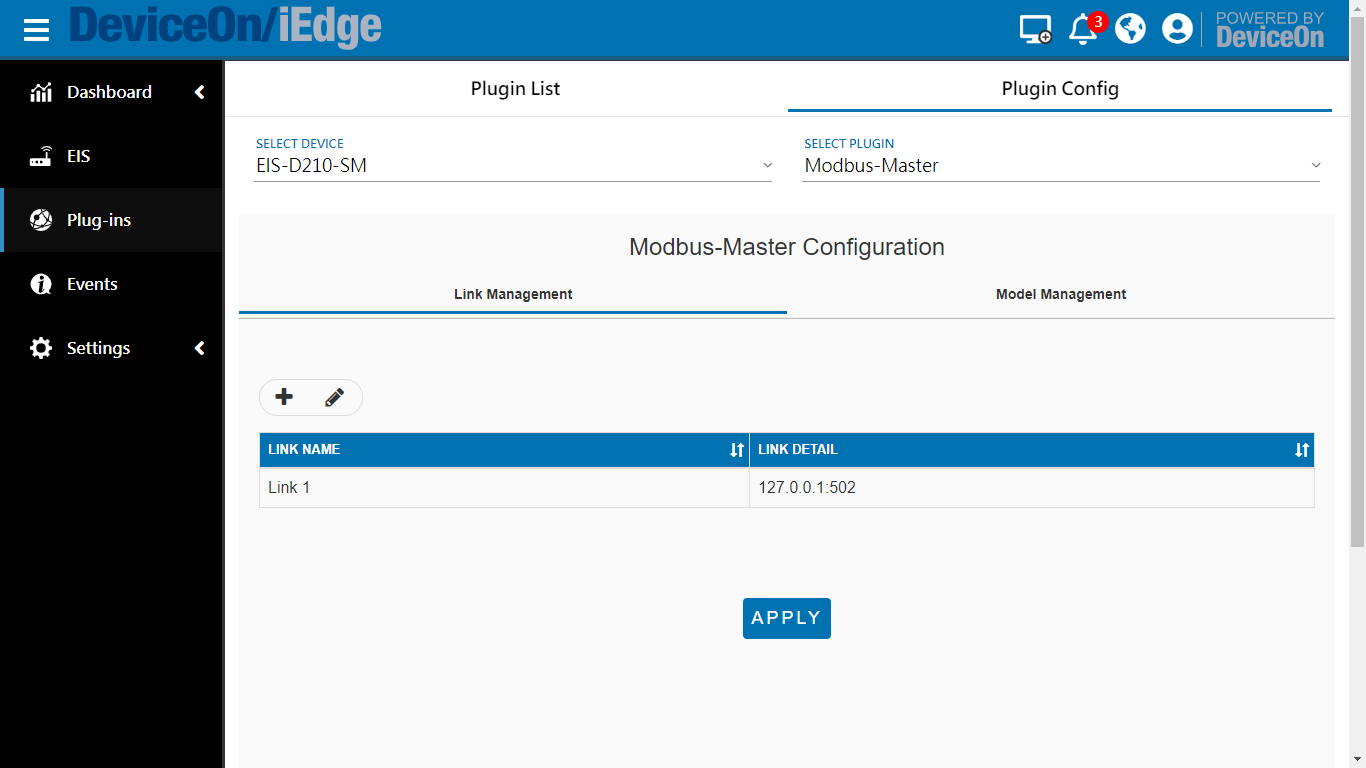 DeviceOn/iEdge
3
POWERED BY
DeviceOn
Dashboard
EIS
Plug-ins
Events
Settings
Plugin List
Plugin Config
SELECT DEVICE
EIS-D210-SM
SELECT PLUGIN
Modbus-Master
Modbus-Master Configuration
Link Management
Model Management
LINK NAME
LINK DETAIL
Link 1
127.0.0.1:502
APPLY